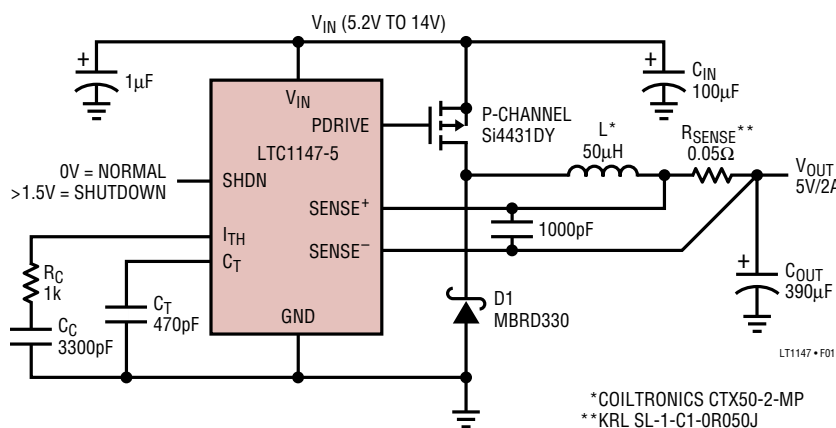 VIN (5.2V TO 14V)
+
1µF
VIN
PDRIVE
LTC1147-5
SHDN
SENSE+
ITH
SENSE–
CT
GND
0V = NORMAL
>1.5V = SHUTDOWN
P-CHANNEL
Si4431DY
+
CIN
100µF
L*
50µH
RSENSE**
0.05Ω
VOUT
5V/2A
1000pF
RC
1k
CC
3300pF
CT
470pF
D1
MBRD330
+
COUT
390µF
LT1147 • F01
*COILTRONICS CTX50-2-MP
**KRL SL-1-C1-0R050J